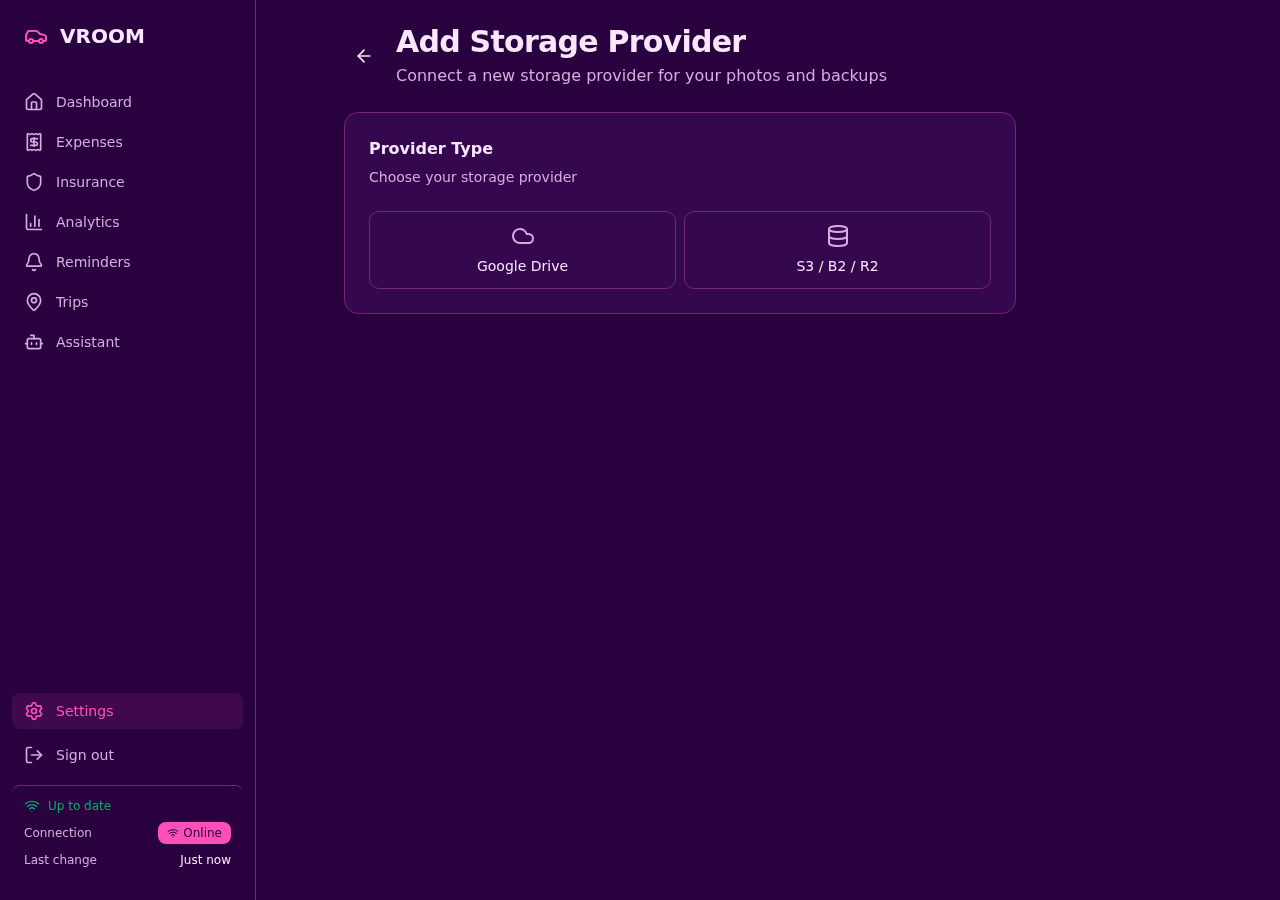 VROOM
Dashboard
Expenses
Insurance
Analytics
Reminders
Trips
Assistant
Settings
Sign out
Up to date
Connection
Online
Last change
Just now
Add Storage Provider
Connect a new storage provider for your photos and backups
Provider Type
Choose your storage provider
Google Drive
S3 / B2 / R2